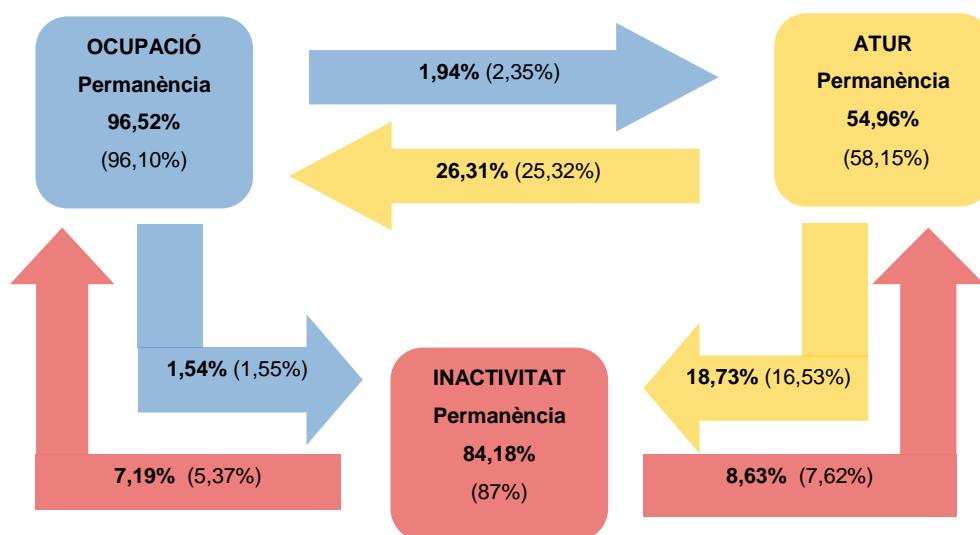 OCUPACIÓ
Permanència
96,52%
(96,10%)
1,94% (2,35%)
ATUR
Permanència
54,96%
(58,15%)
26,31% (25,32%)
1,54% (1,55%)
INACTIVITAT
Permanència
84,18%
(87%)
18,73% (16,53%)
7,19% (5,37%)
8,63% (7,62%)